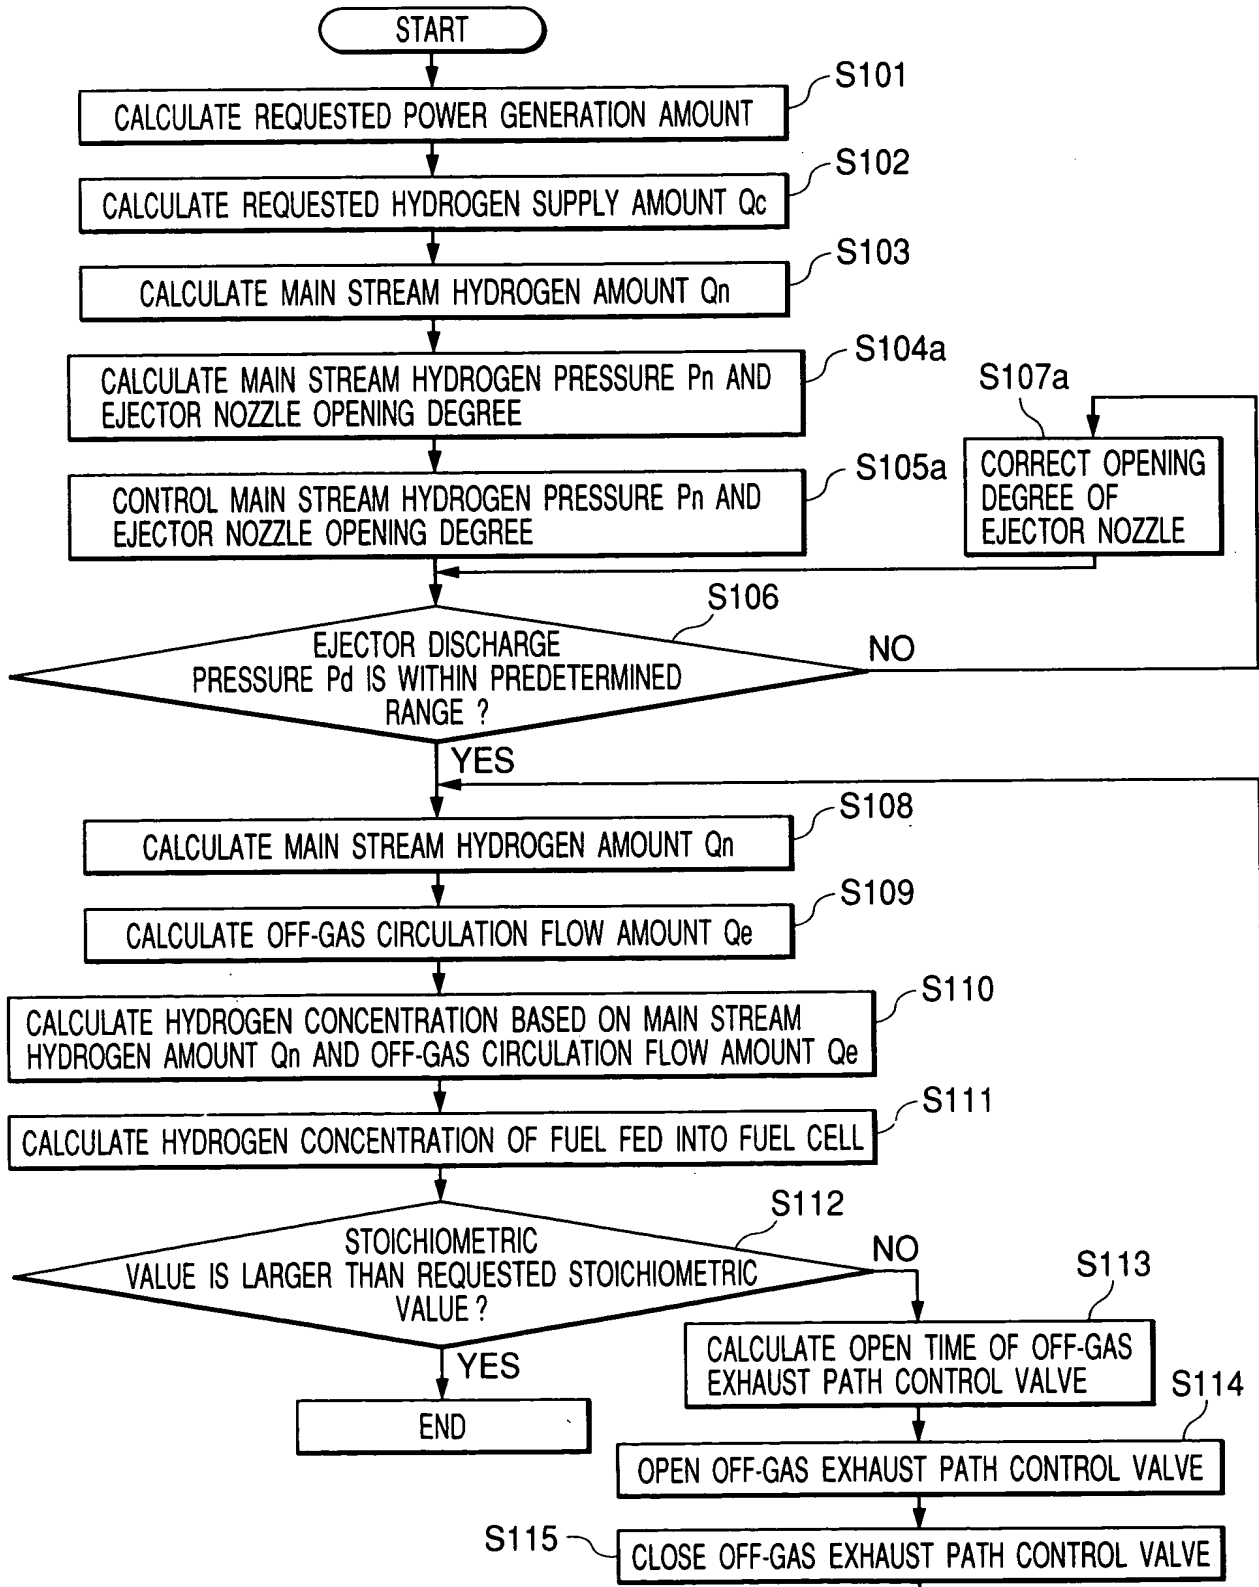 START
S101
CALCULATE REQUESTED POWER GENERATION AMOUNT
S102
CALCULATE REQUESTED HYDROGEN SUPPLY AMOUNT Qc
S103
CALCULATE MAIN STREAM HYDROGEN AMOUNT Qn
S104a
CALCULATE MAIN STREAM HYDROGEN PRESSURE Pn AND
EJECTOR NOZZLE OPENING DEGREE
S107a
CORRECT OPENING
DEGREE OF
EJECTOR NOZZLE
S105a
CONTROL MAIN STREAM HYDROGEN PRESSURE Pn AND
EJECTOR NOZZLE OPENING DEGREE
S106
EJECTOR DISCHARGE
PRESSURE Pd IS WITHIN PREDETERMINED
RANGE ?
NO
YES
S108
CALCULATE MAIN STREAM HYDROGEN AMOUNT Qn
S109
CALCULATE OFF-GAS CIRCULATION FLOW AMOUNT Qe
S110
CALCULATE HYDROGEN CONCENTRATION BASED ON MAIN STREAM
HYDROGEN AMOUNT Qn AND OFF-GAS CIRCULATION FLOW AMOUNT Qe
S111
CALCULATE HYDROGEN CONCENTRATION OF FUEL FED INTO FUEL CELL
S112
STOICHIOMETRIC
VALUE IS LARGER THAN REQUESTED STOICHIOMETRIC
VALUE ?
NO
YES
END
S113
CALCULATE OPEN TIME OF OFF-GAS
EXHAUST PATH CONTROL VALVE
S114
OPEN OFF-GAS EXHAUST PATH CONTROL VALVE
S115
CLOSE OFF-GAS EXHAUST PATH CONTROL VALVE